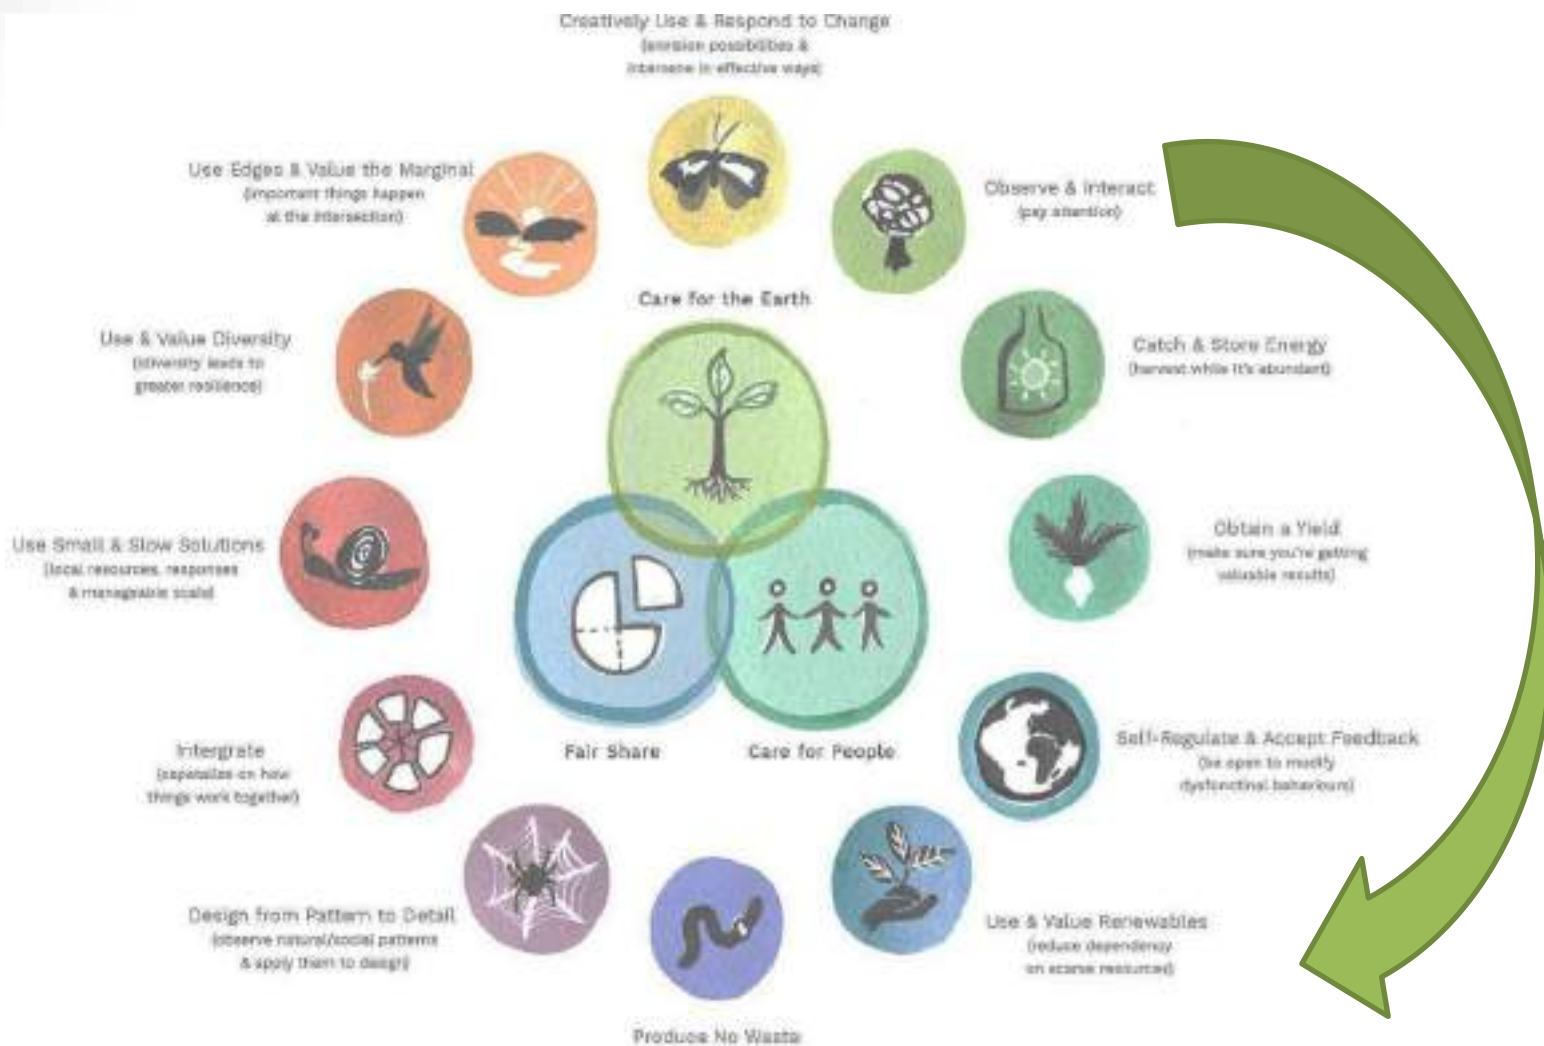 Creatively Use & Respond to Change
(envision possibilities &
intervene in effective ways)
Observe & Interact
(pay attention)
Catch & Store Energy
(harvest while it's abundant)
Obtain a Yield
(make sure you're getting
valuable results)
Self-Regulate & Accept Feedback
(be open to modify
dysfunctinal behaviours)
Use & Value Renewables
(reduce dependency
on scarse resources)
Produce No Waste
Design from Pattern to Detail
(observe natural/social patterns
& apply them to design)
Intergrate
(capatalize on how
things work together)
Use Small & Slow Solutions
(local resources, responses
& manageable scale)
Use & Value Diversity
(diversity leads to
greater resilience)
Use Edges & Value the Marginal
(important things happen
at the intersection)
Care for the Earth
Fair Share
Care for People